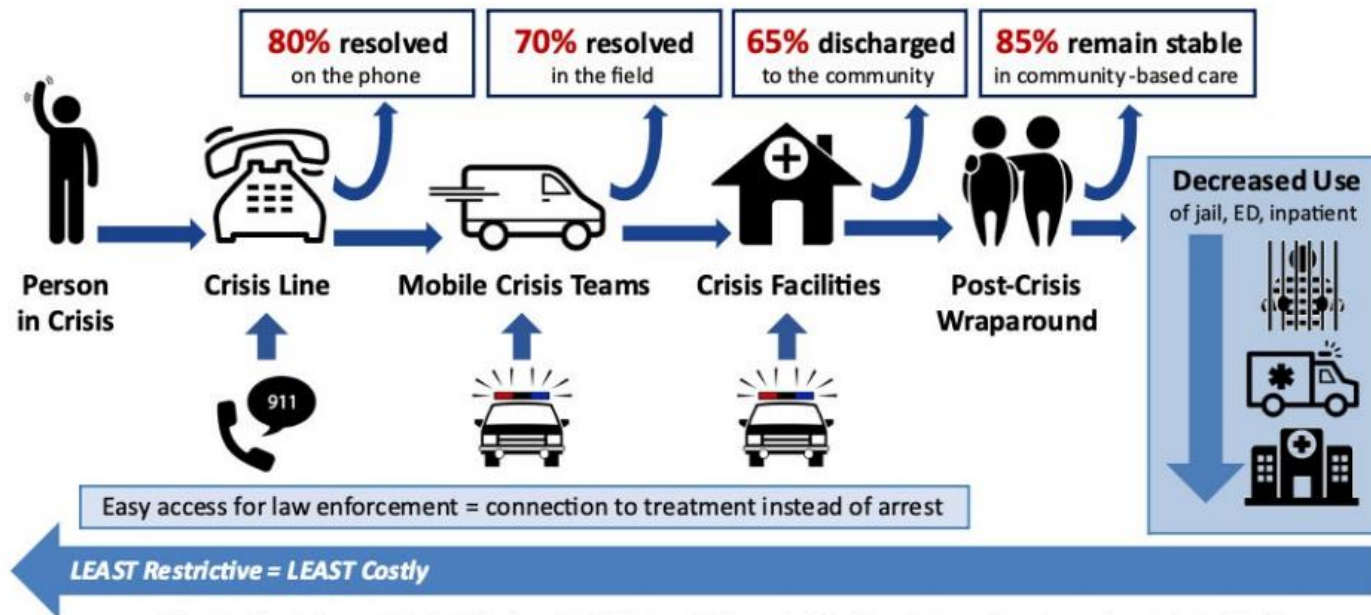 80% resolved
on the phone
70% resolved
in the field
65% discharged
to the community
85% remain stable
in community-based care
Person
in Crisis
Crisis Line
Mobile Crisis Teams
Crisis Facilities
Post-Crisis
Wraparound
Decreased Use
of jail, ED, inpatient
911
Easy access for law enforcement = connection to treatment instead of arrest
LEAST Restrictive = LEAST Costly